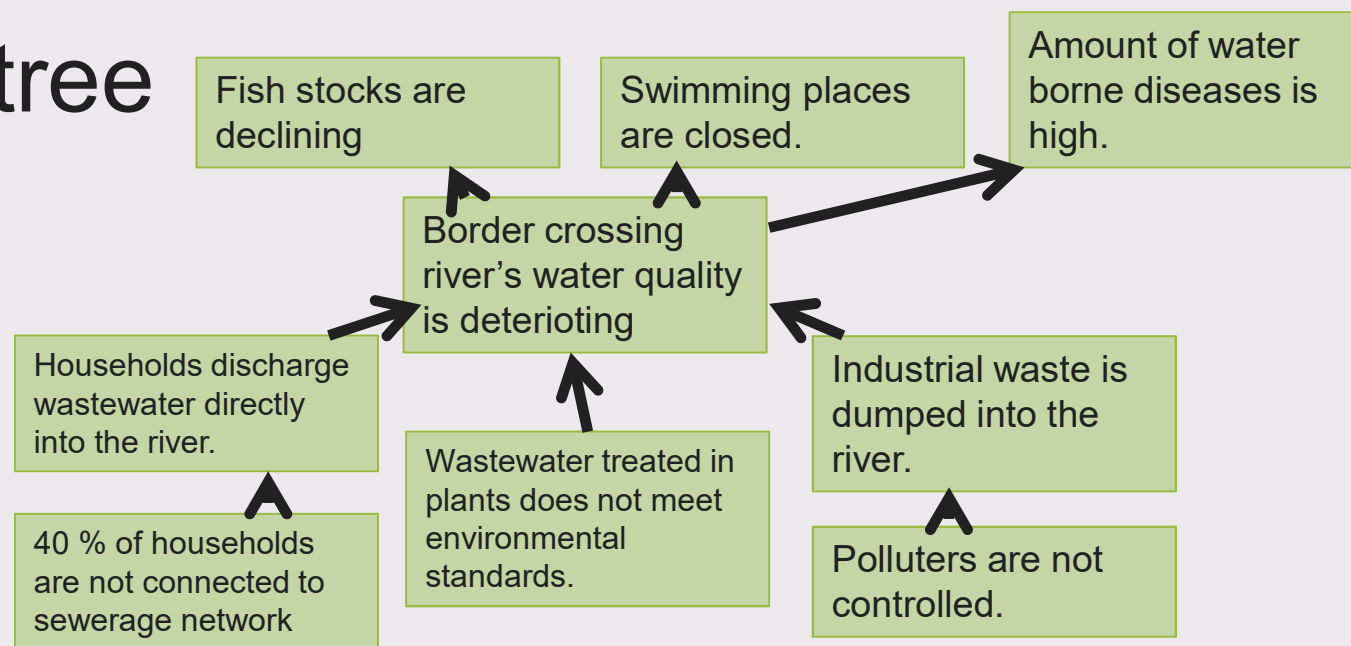 tree
Fish stocks are
declining
Swimming places
are closed.
Amount of water
borne diseases is
high.
Border crossing
river’s water quality
is deterioting
Households discharge
wastewater directly
into the river.
Wastewater treated in
plants does not meet
environmental
standards.
Industrial waste is
dumped into the
river.
40 % of households
are not connected to
sewerage network
Polluters are not
controlled.